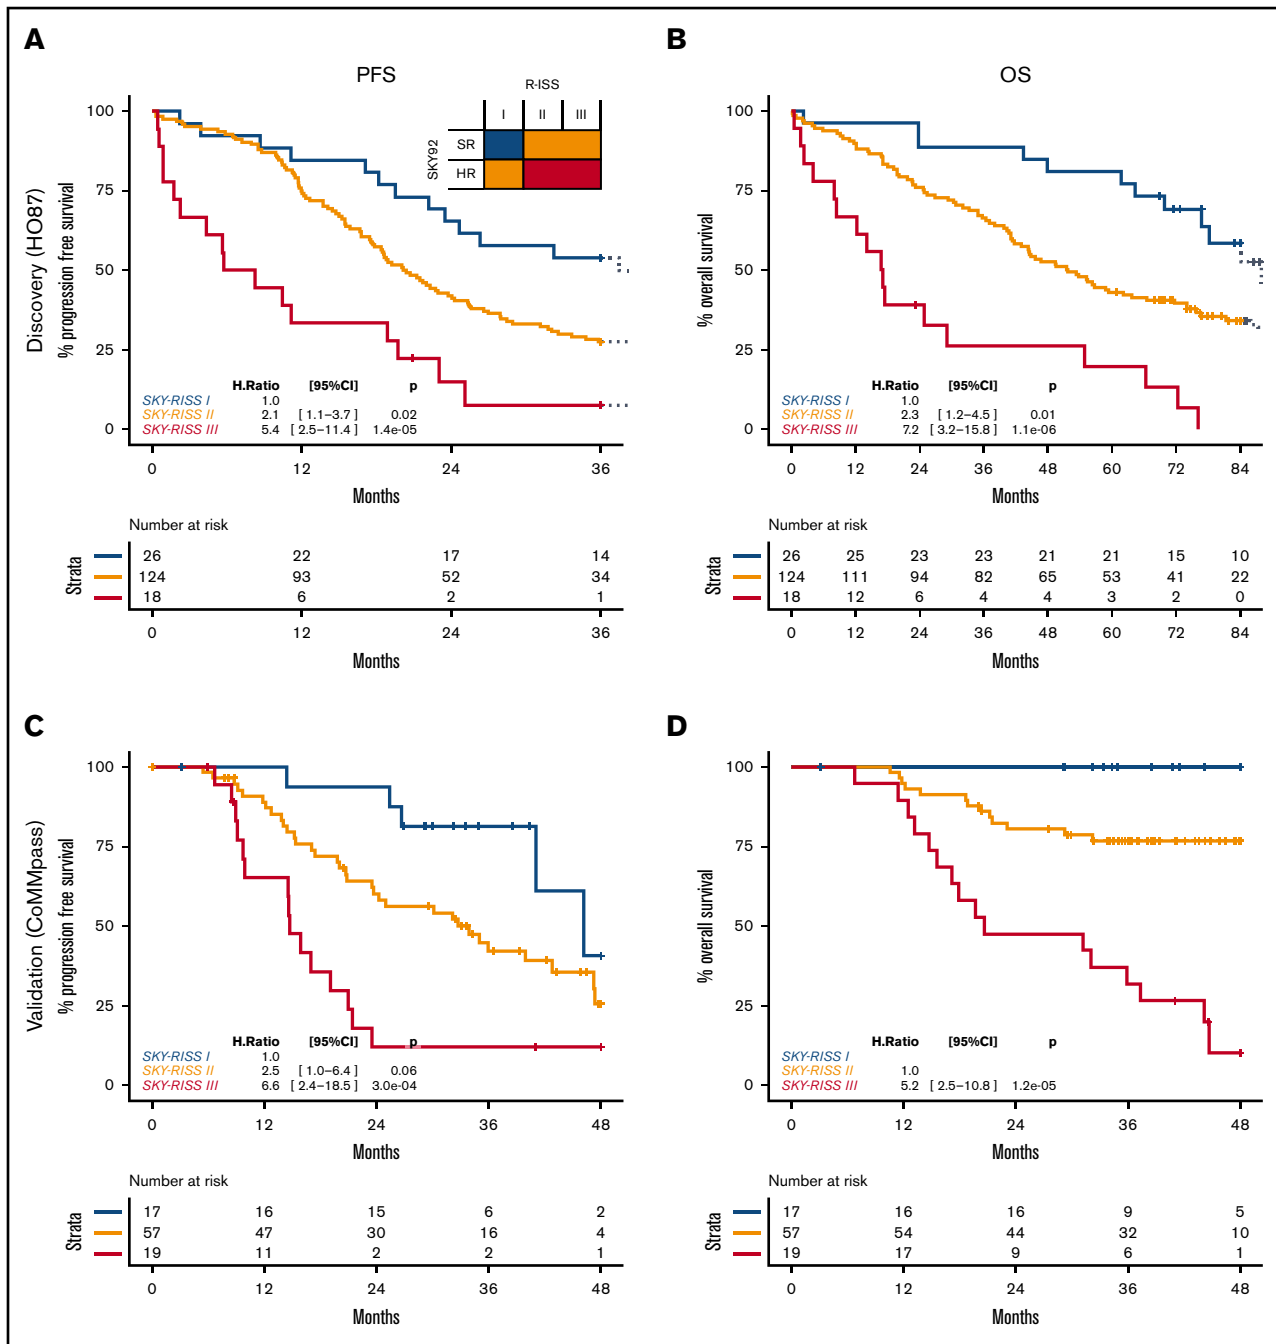 A
PFS
Discovery (HO87)
% progression free survival
100
75
50
25
0
R-ISS
I II III
SKY92
SR
HR
H.Ratio [95%CI] p
SKY-RISS I 1.0
SKY-RISS II 2.1 [ 1.1–3.7] 0.02
SKY-RISS III 5.4 [ 2.5–11.4] 1.4e-05
0 12 24 36
Months
Number at risk
Strata
26 22 17 14
124 93 52 34
18 6 2 1
0 12 24 36
Months
B
OS
% overall survival
100
75
50
25
0
H.Ratio [95%CI] p
SKY-RISS I 1.0
SKY-RISS II 2.3 [ 1.2–4.5] 0.01
SKY-RISS III 7.2 [ 3.2–15.8] 1.1e-06
0 12 24 36 48 60 72 84
Months
Number at risk
Strata
26 25 23 23 21 21 15 10
124 111 94 82 65 53 41 22
18 12 6 4 4 3 2 0
0 12 24 36 48 60 72 84
Months
C
Validation (CoMMpass)
% progression free survival
100
75
50
25
0
H.Ratio [95%CI] p
SKY-RISS I 1.0
SKY-RISS II 2.5 [ 1.0–6.4] 0.06
SKY-RISS III 6.6 [ 2.4–18.5] 3.0e-04
0 12 24 36 48
Months
Number at risk
Strata
17 16 15 6 2
57 47 30 16 4
19 11 2 2 1
0 12 24 36 48
Months
D
% overall survival
100
75
50
25
0
H.Ratio [95%CI] p
SKY-RISS I
SKY-RISS II 1.0
SKY-RISS III 5.2 [ 2.5–10.8] 1.2e-05
0 12 24 36 48
Months
Number at risk
Strata
17 16 16 9 5
57 54 44 32 10
19 17 9 6 1
0 12 24 36 48
Months